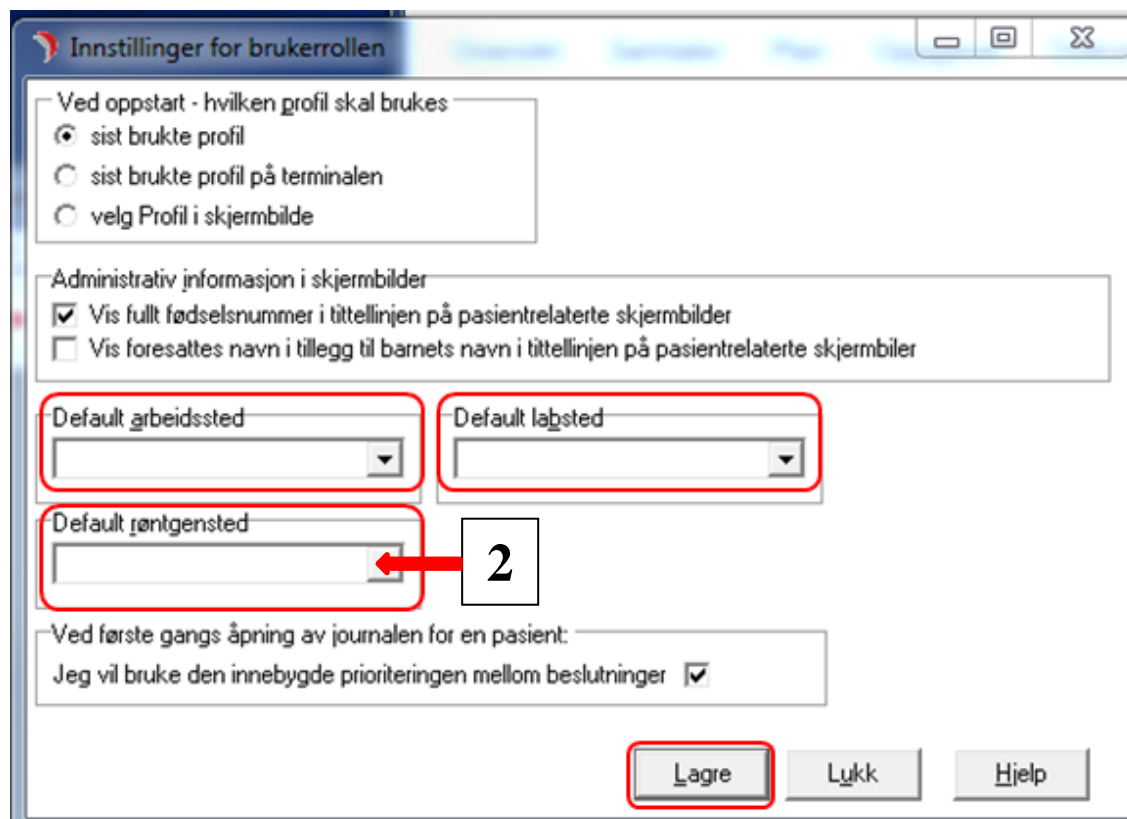 Innstillinger for brukerrollen
Ved oppstart - hvilken profil skal brukes
sist brukte profil
sist brukte profil på terminalen
velg Profil i skjermbilde
Administrativ informasjon i skjermbilder
Vis fullt fødselsnummer i tittellinjen på pasientrelaterte skjermbilder
Vis foresattes navn i tillegg til barnets navn i tittellinjen på pasientrelaterte skjermbiler
Default arbeidssted
Default labsted
Default røntgensted
2
Ved første gangs åpning av journalen for en pasient:
Jeg vil bruke den innebygde prioriteringen mellom beslutninger
Lagre
Lukk
Hjelp